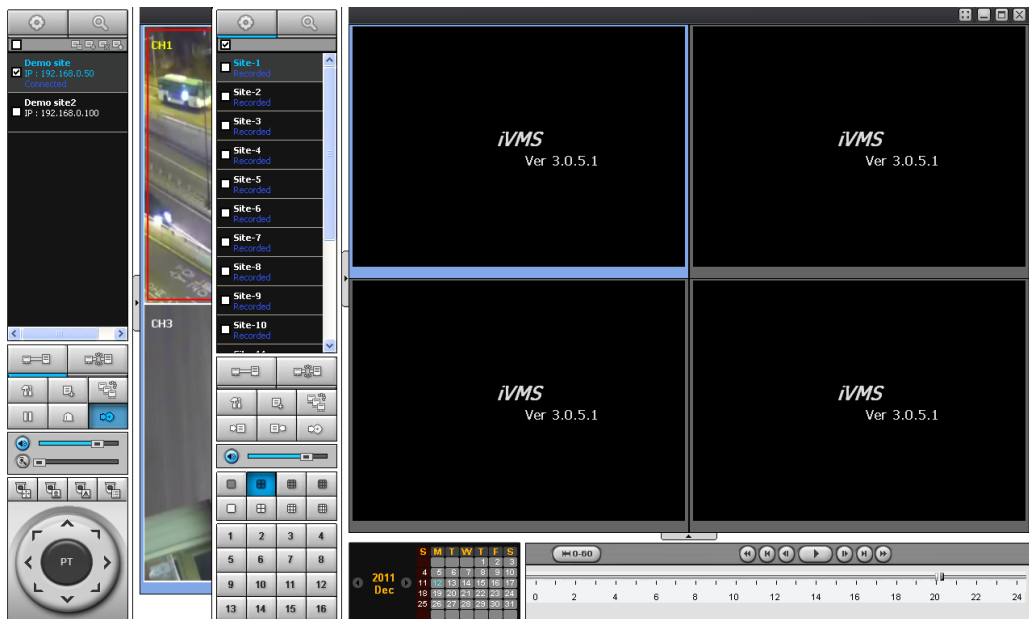 Demo site
IP : 192.168.0.50
Connected
Demo site2
IP : 192.168.0.100
PT
CH1
CH3
Site-1
Recorded
Site-2
Recorded
Site-3
Recorded
Site-4
Recorded
Site-5
Recorded
Site-6
Recorded
Site-7
Recorded
Site-8
Recorded
Site-9
Recorded
Site-10
Recorded
1 2 3 4
5 6 7 8
9 10 11 12
13 14 15 16
iVMS
Ver 3.0.5.1
iVMS
Ver 3.0.5.1
iVMS
Ver 3.0.5.1
iVMS
Ver 3.0.5.1
2011
Dec
S M T W T F S
1 2 3
4 5 6 7 8 9 10
11 12 13 14 15 16 17
18 19 20 21 22 23 24
25 26 27 28 29 30 31
0-60
0 2 4 6 8 10 12 14 16 18 20 22 24